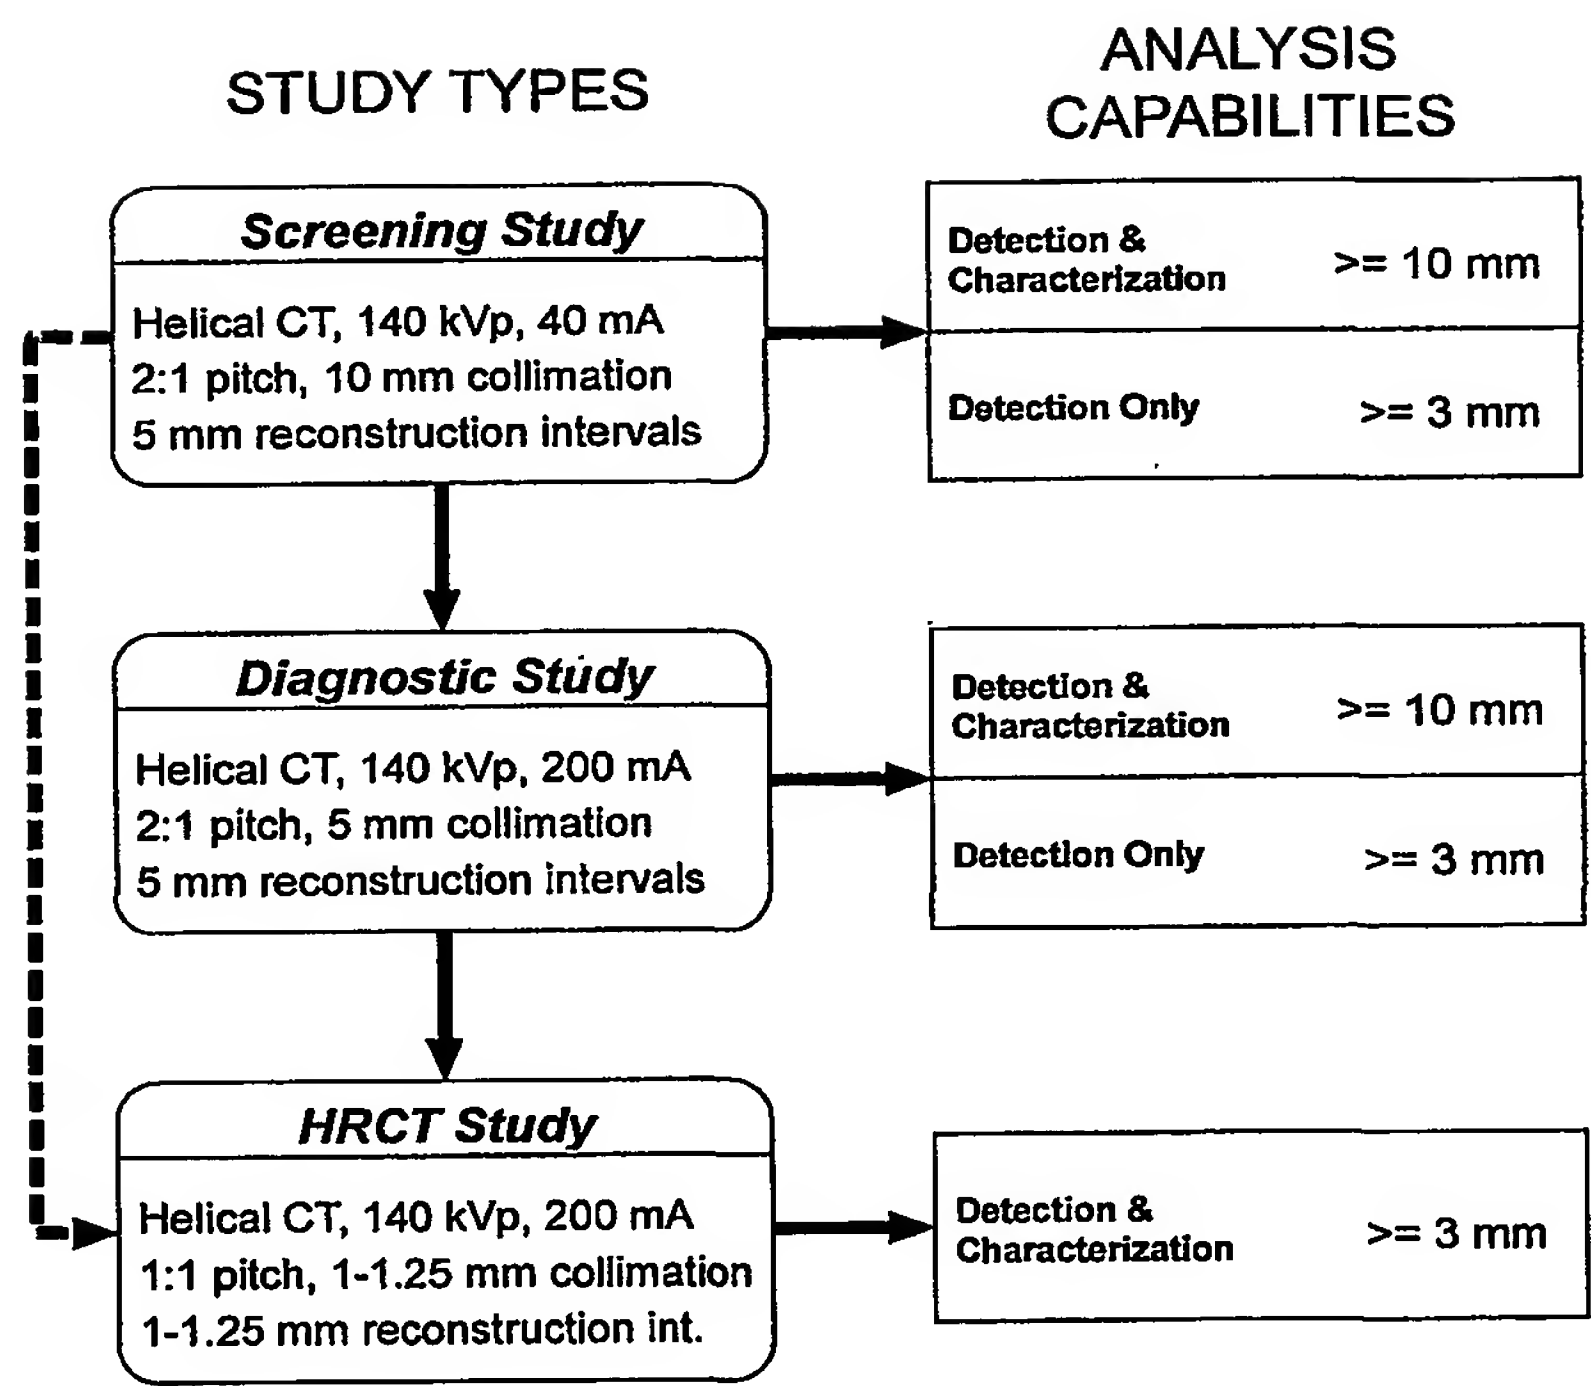 STUDY TYPES
ANALYSIS
CAPABILITIES
Screening Study
Helical CT, 140 kVp, 40 mA
2:1 pitch, 10 mm collimation
5 mm reconstruction intervals
Detection &
Characterization
>= 10 mm
Detection Only
>= 3 mm
Diagnostic Study
Helical CT, 140 kVp, 200 mA
2:1 pitch, 5 mm collimation
5 mm reconstruction intervals
Detection &
Characterization
>= 10 mm
Detection Only
>= 3 mm
HRCT Study
Helical CT, 140 kVp, 200 mA
1:1 pitch, 1-1.25 mm collimation
1-1.25 mm reconstruction int.
Detection &
Characterization
>= 3 mm